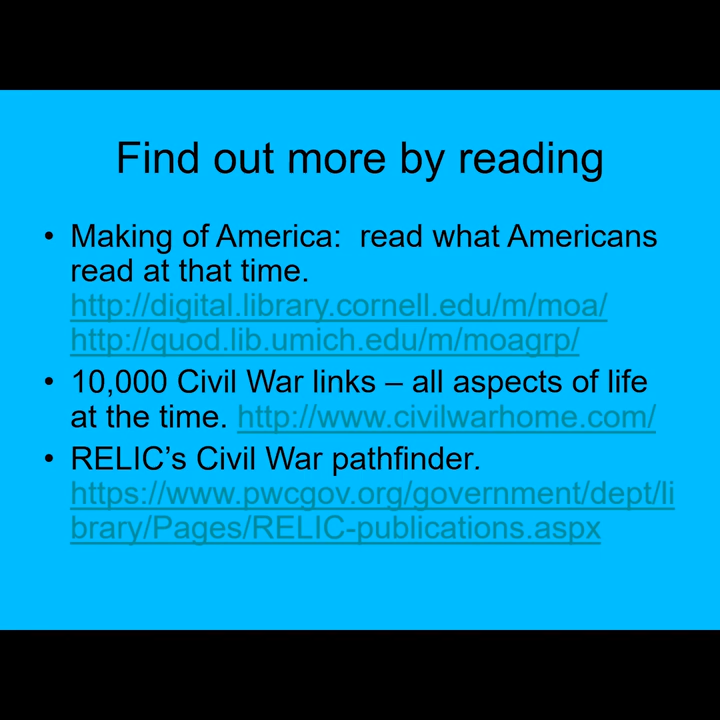 Find out more by reading
• Making of America:  read what Americans
read at that time.
http://digital.library.cornell.edu/m/moa/
http://quod.lib.umich.edu/m/moagrp/
• 10,000 Civil War links – all aspects of life
at the time. http://www.civilwarhome.com/
• RELIC’s Civil War pathfinder.
https://www.pwcgov.org/government/dept/li
brary/Pages/RELIC-publications.aspx